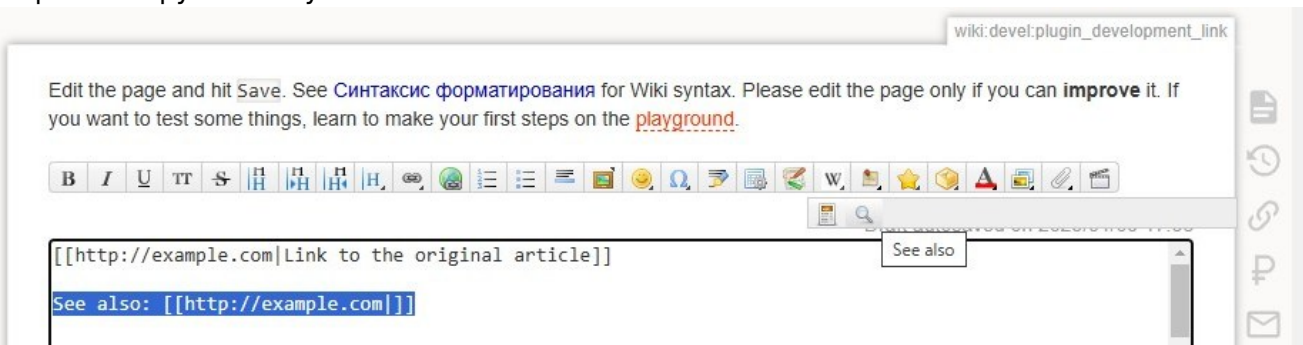 wiki:devel:plugin_development_link
Edit the page and hit Save. See Синтаксис форматирования for Wiki syntax. Please edit the page only if you can improve it. If
you want to test some things, learn to make your first steps on the playground.
B I U TT S H H H H W A
See also
[[http://example.com|Link to the original article]]
See also: [[http://example.com|]]